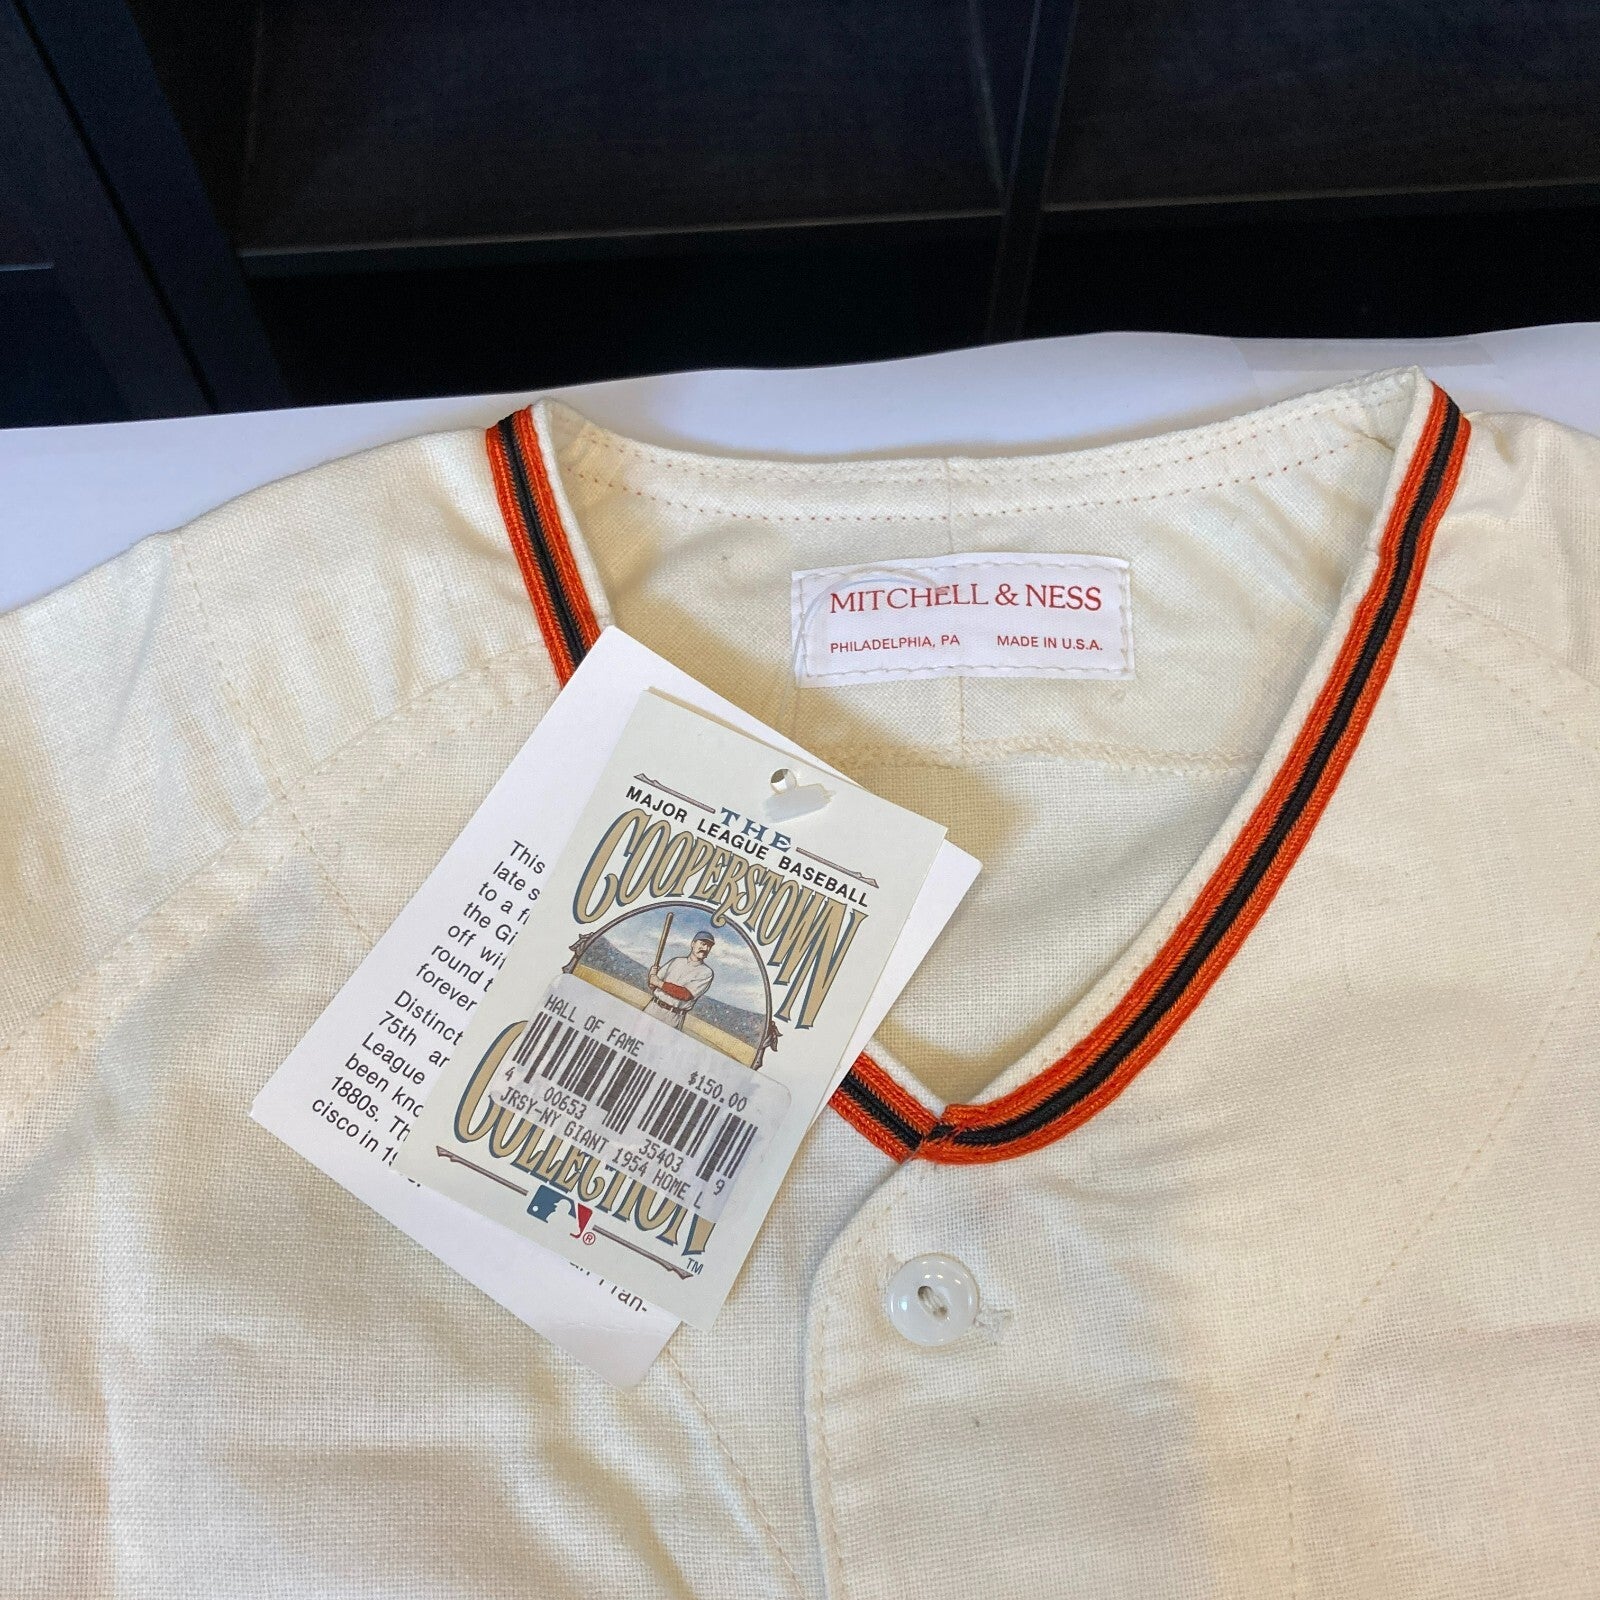 MITCHELL & NESS
PHILADELPHIA, PA MADE IN U.S.A.
THE
MAJOR LEAGUE BASEBALL
COOPERSTOWN
COLLECTION
HALL OF FAME
$150.00
4 00653 35403 9
JRSY-NY GIANT 1954 HOME L
®
TM
This
late s
to a
the Gi
off wi
round t
forever
Distinct
75th
League
been kno
1880s. Th
cisco in
ran-